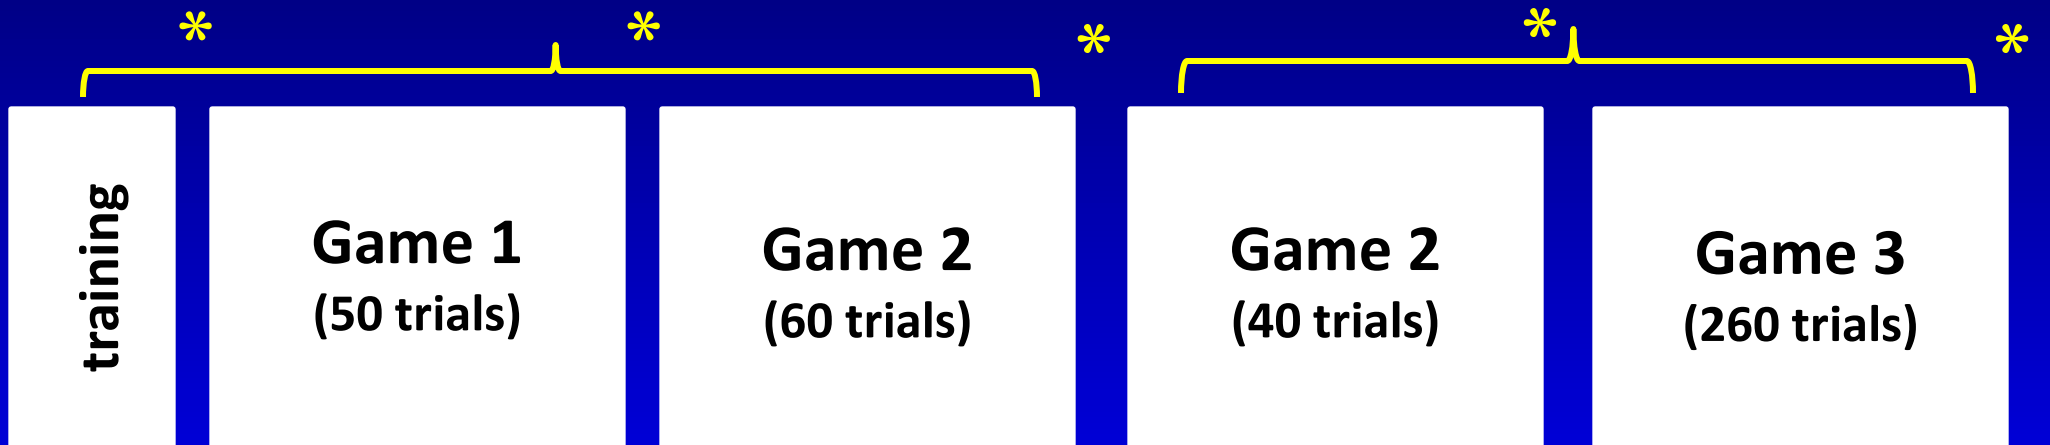 * * * * *
training
Game 1
(50 trials)
Game 2
(60 trials)
Game 2
(40 trials)
Game 3
(260 trials)